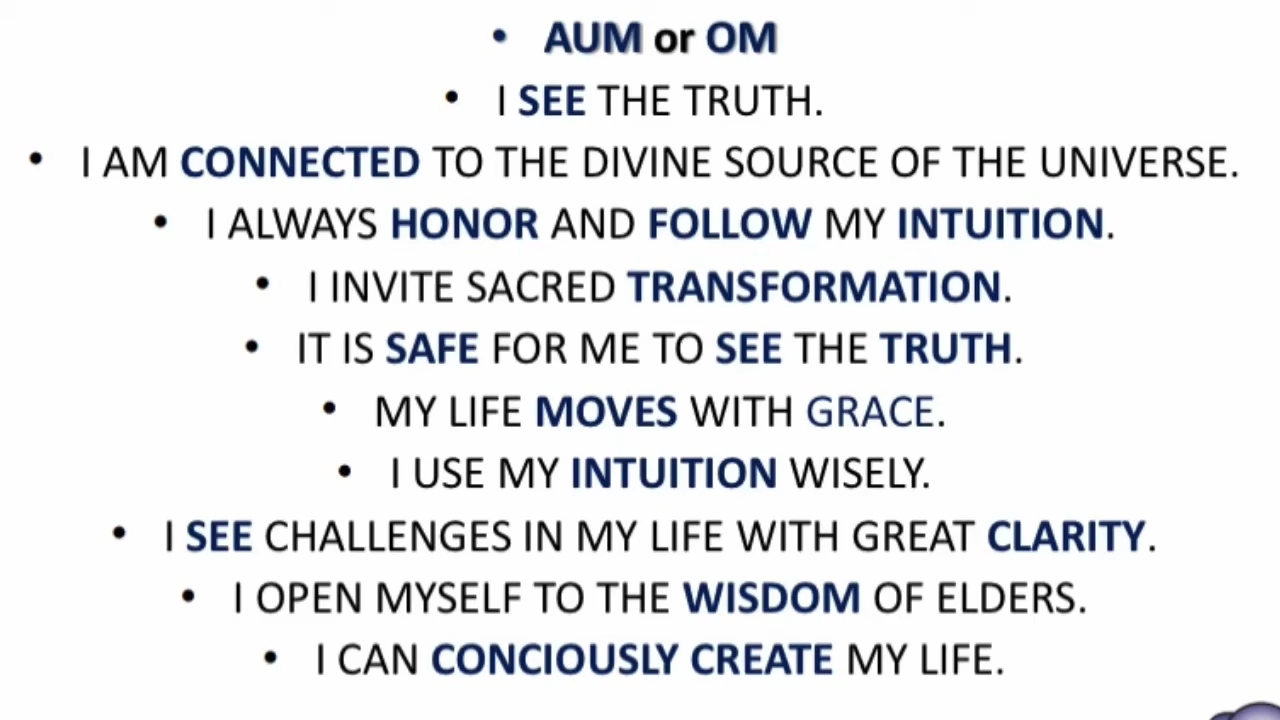 • AUM or OM
• I SEE THE TRUTH.
• I AM CONNECTED TO THE DIVINE SOURCE OF THE UNIVERSE.
• I ALWAYS HONOR AND FOLLOW MY INTUITION.
• I INVITE SACRED TRANSFORMATION.
• IT IS SAFE FOR ME TO SEE THE TRUTH.
• MY LIFE MOVES WITH GRACE.
• I USE MY INTUITION WISELY.
• I SEE CHALLENGES IN MY LIFE WITH GREAT CLARITY.
• I OPEN MYSELF TO THE WISDOM OF ELDERS.
• I CAN CONCIOUSLY CREATE MY LIFE.